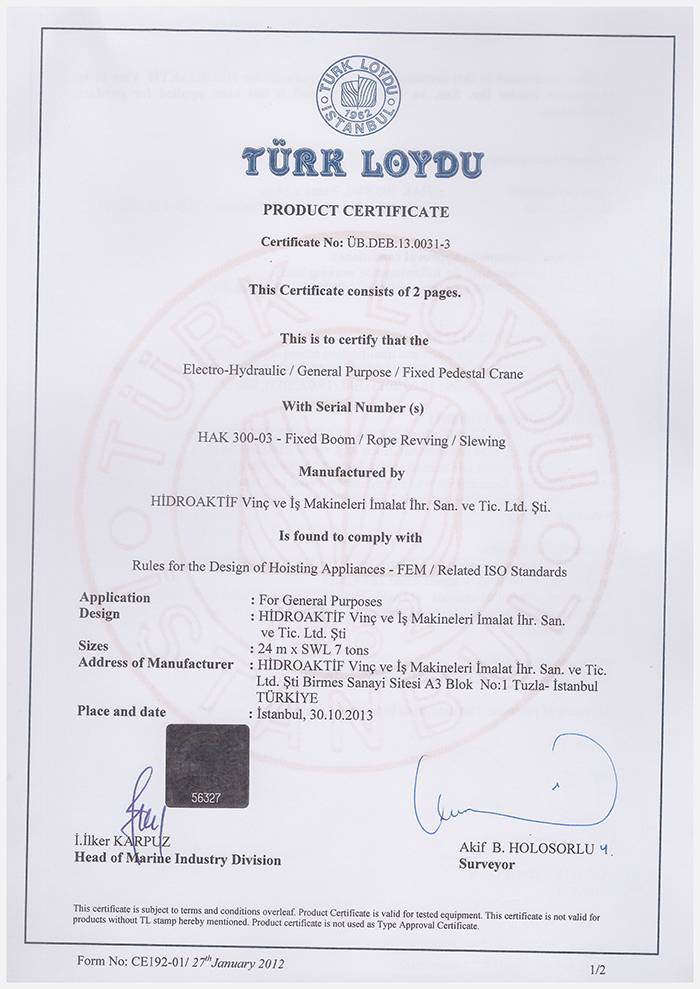 TÜRK LOYDU
1962
İSTANBUL
TÜRK LOYDU
PRODUCT CERTIFICATE
Certificate No: ÜB.DEB.13.0031-3
This Certificate consists of 2 pages.
This is to certify that the
Electro-Hydraulic / General Purpose / Fixed Pedestal Crane
With Serial Number (s)
HAK 300-03 - Fixed Boom / Rope Revving / Slewing
Manufactured by
HİDROAKTİF Vinç ve İş Makineleri İmalat İhr. San. ve Tic. Ltd. Şti.
Is found to comply with
Rules for the Design of Hoisting Appliances - FEM / Related ISO Standards
Application : For General Purposes
Design : HİDROAKTİF Vinç ve İş Makineleri İmalat İhr. San.
ve Tic. Ltd. Şti
Sizes : 24 m x SWL 7 tons
Address of Manufacturer : HİDROAKTİF Vinç ve İş Makineleri İmalat İhr. San. ve Tic.
Ltd. Şti Birmes Sanayi Sitesi A3 Blok No:1 Tuzla- İstanbul
TÜRKİYE
Place and date : İstanbul, 30.10.2013
56327
İ.İlker KARPUZ
Head of Marine Industry Division
Akif B. HOLOSORLU
Surveyor
This certificate is subject to terms and conditions overleaf. Product Certificate is valid for tested equipment. This certificate is not valid for
products without TL stamp hereby mentioned. Product certificate is not used as Type Approval Certificate.
Form No: CE192-01/ 27th January 2012
1/2